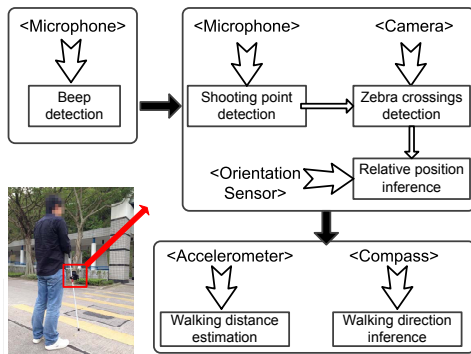 <Microphone>
Beep
detection
<Microphone>
<Camera>
Shooting point
detection
Zebra crossings
detection
<Orientation
Sensor>
Relative position
inference
<Accelerometer>
<Compass>
Walking distance
estimation
Walking direction
inference